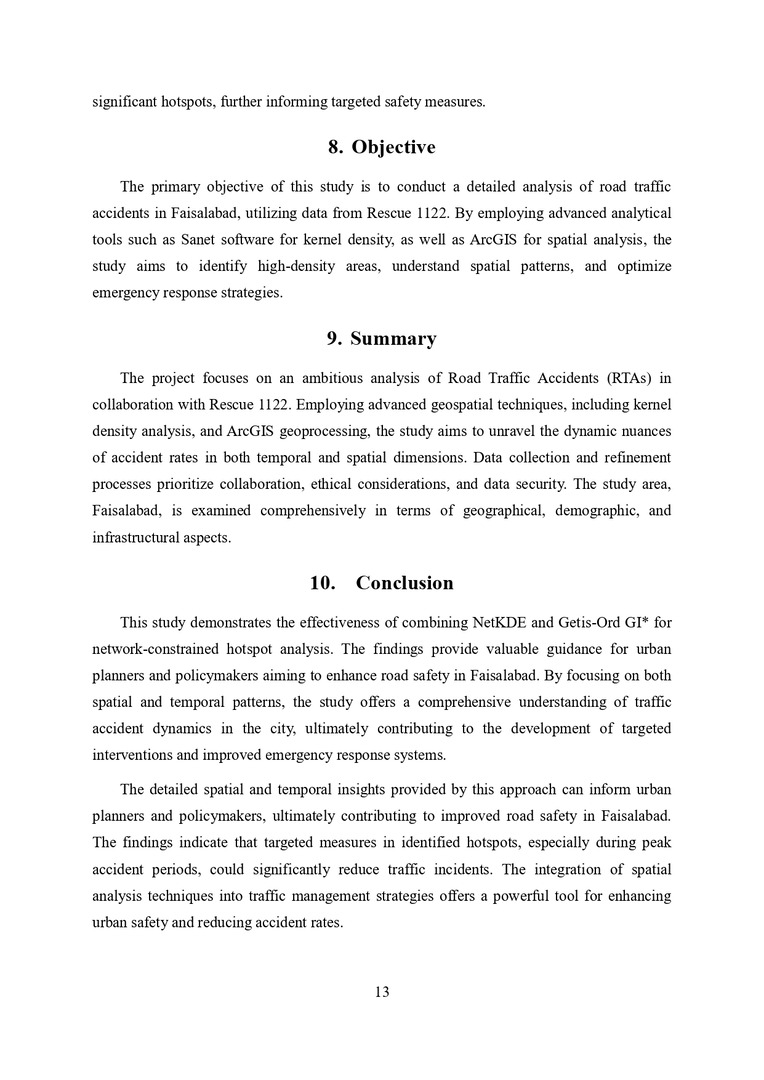 significant hotspots, further informing targeted safety measures.
8. Objective
The primary objective of this study is to conduct a detailed analysis of road traffic
accidents in Faisalabad, utilizing data from Rescue 1122. By employing advanced analytical
tools such as Sanet software for kernel density, as well as ArcGIS for spatial analysis, the
study aims to identify high-density areas, understand spatial patterns, and optimize
emergency response strategies.
9. Summary
The project focuses on an ambitious analysis of Road Traffic Accidents (RTAs) in
collaboration with Rescue 1122. Employing advanced geospatial techniques, including kernel
density analysis, and ArcGIS geoprocessing, the study aims to unravel the dynamic nuances
of accident rates in both temporal and spatial dimensions. Data collection and refinement
processes prioritize collaboration, ethical considerations, and data security. The study area,
Faisalabad, is examined comprehensively in terms of geographical, demographic, and
infrastructural aspects.
10. Conclusion
This study demonstrates the effectiveness of combining NetKDE and Getis-Ord GI* for
network-constrained hotspot analysis. The findings provide valuable guidance for urban
planners and policymakers aiming to enhance road safety in Faisalabad. By focusing on both
spatial and temporal patterns, the study offers a comprehensive understanding of traffic
accident dynamics in the city, ultimately contributing to the development of targeted
interventions and improved emergency response systems.
The detailed spatial and temporal insights provided by this approach can inform urban
planners and policymakers, ultimately contributing to improved road safety in Faisalabad.
The findings indicate that targeted measures in identified hotspots, especially during peak
accident periods, could significantly reduce traffic incidents. The integration of spatial
analysis techniques into traffic management strategies offers a powerful tool for enhancing
urban safety and reducing accident rates.
13